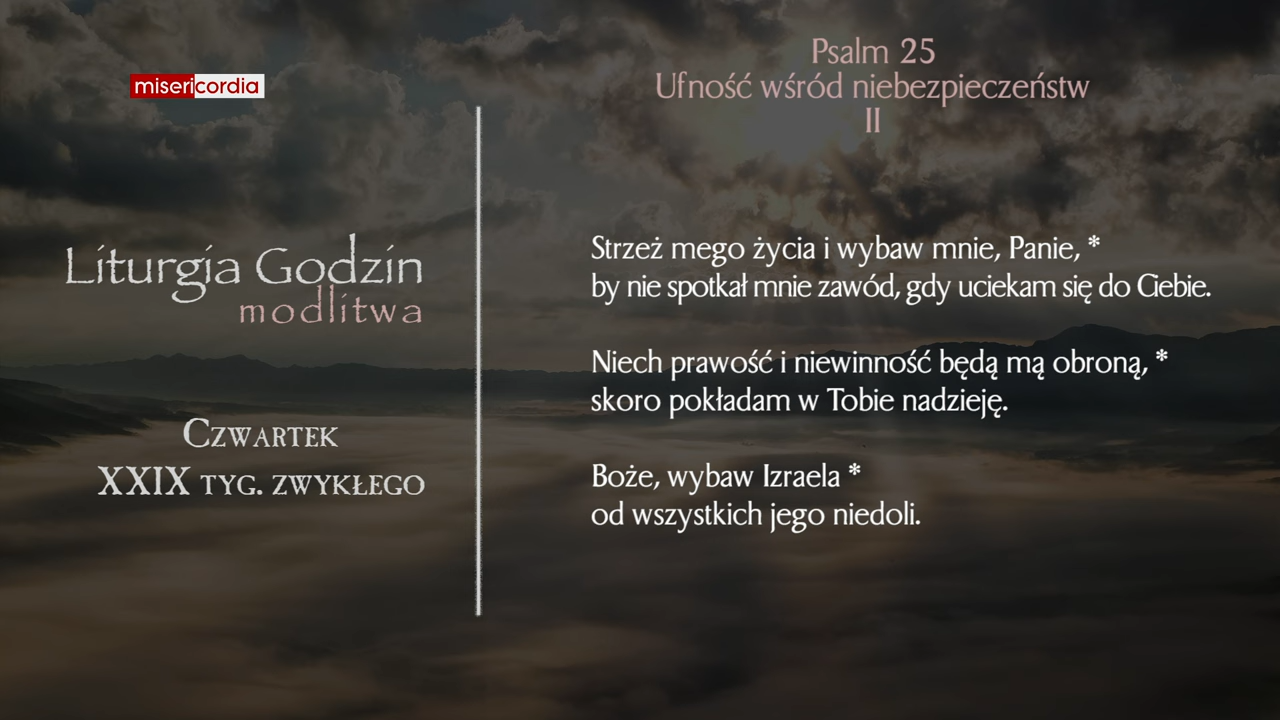 misericordia
Liturgia Godzin
modlitwa
Czwartek
XXIX tyg. zwykłego
Psalm 25
Ufność wśród niebezpieczeństw
II
Strzeż mego życia i wybaw mnie, Panie, *
by nie spotkał mnie zawód, gdy uciekam się do Ciebie.
Niech prawość i niewinność będą mą obroną, *
skoro pokładam w Tobie nadzieję.
Boże, wybaw Izraela *
od wszystkich jego niedoli.